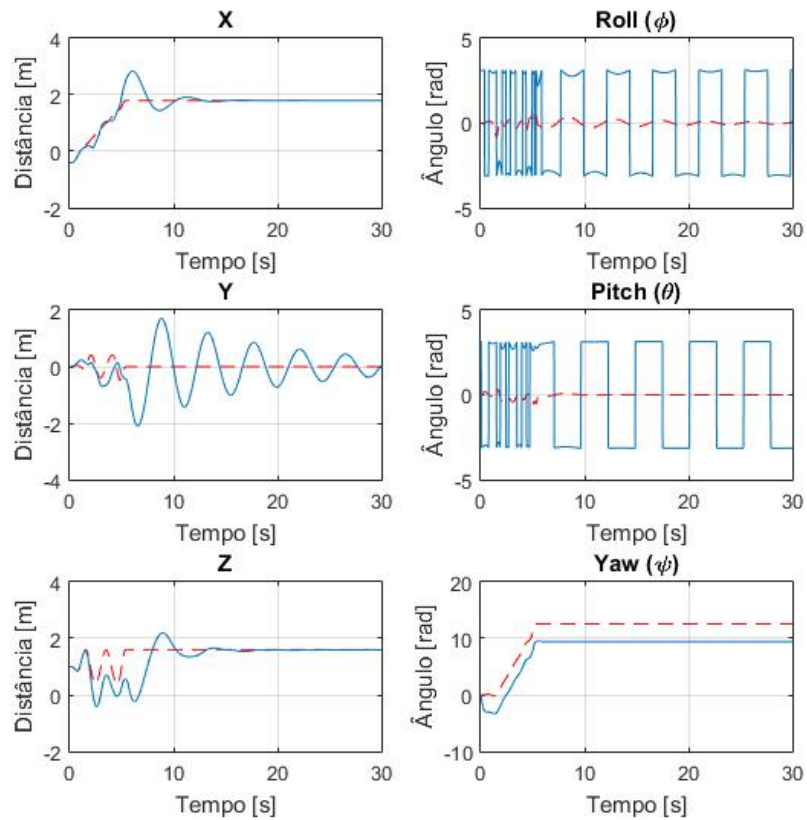 X
4
2
0
-2
Distância [m]
0
10
20
30
Tempo [s]
Roll (ϕ)
5
0
-5
Ângulo [rad]
0
10
20
30
Tempo [s]
Y
2
0
-2
-4
Distância [m]
0
10
20
30
Tempo [s]
Pitch (θ)
5
0
-5
Ângulo [rad]
0
10
20
30
Tempo [s]
Z
4
2
0
-2
Distância [m]
0
10
20
30
Tempo [s]
Yaw (ψ)
20
10
0
-10
Ângulo [rad]
0
10
20
30
Tempo [s]